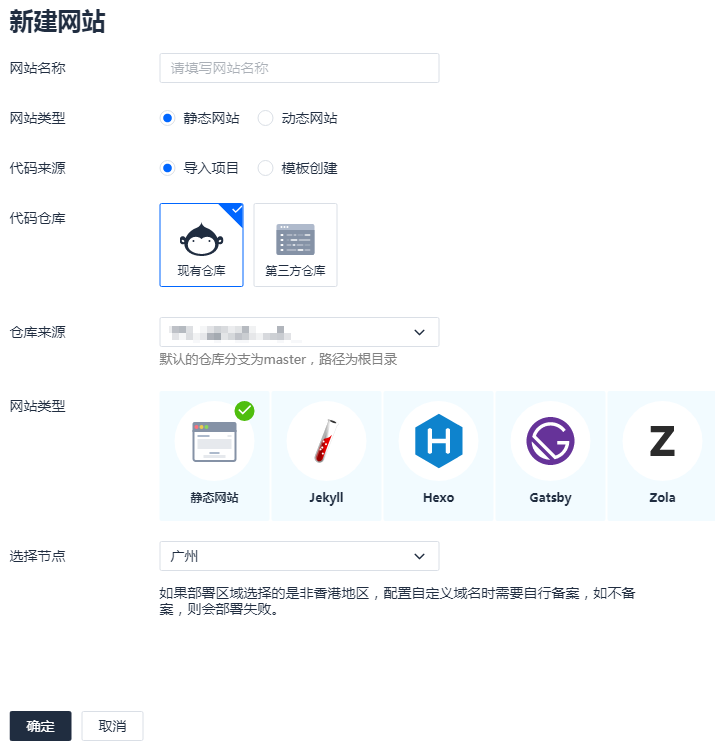 新建网站
网站名称 请填写网站名称
网站类型 静态网站 动态网站
代码来源 导入项目 模板创建
代码仓库
现有仓库 第三方仓库
仓库来源
默认的仓库分支为master，路径为根目录
网站类型
静态网站 Jekyll Hexo Gatsby Zola
选择节点 广州
如果部署区域选择的是非香港地区，配置自定义域名时需要自行备案，如不备
案，则会部署失败。
确定 取消